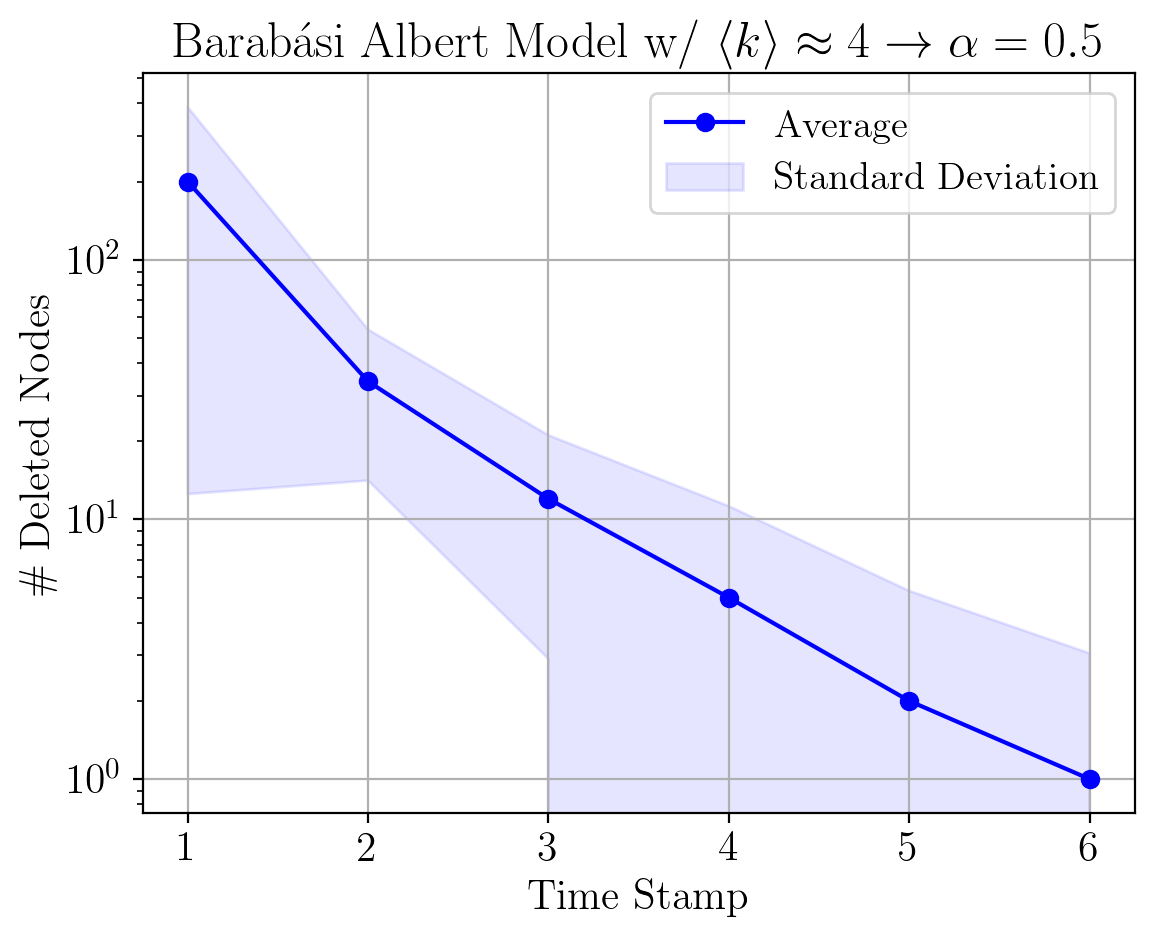 Barabási Albert Model w/ ⟨k⟩ ≈ 4 → α = 0.5
Average
Standard Deviation
# Deleted Nodes
10²
10¹
10⁰
1 2 3 4 5 6
Time Stamp